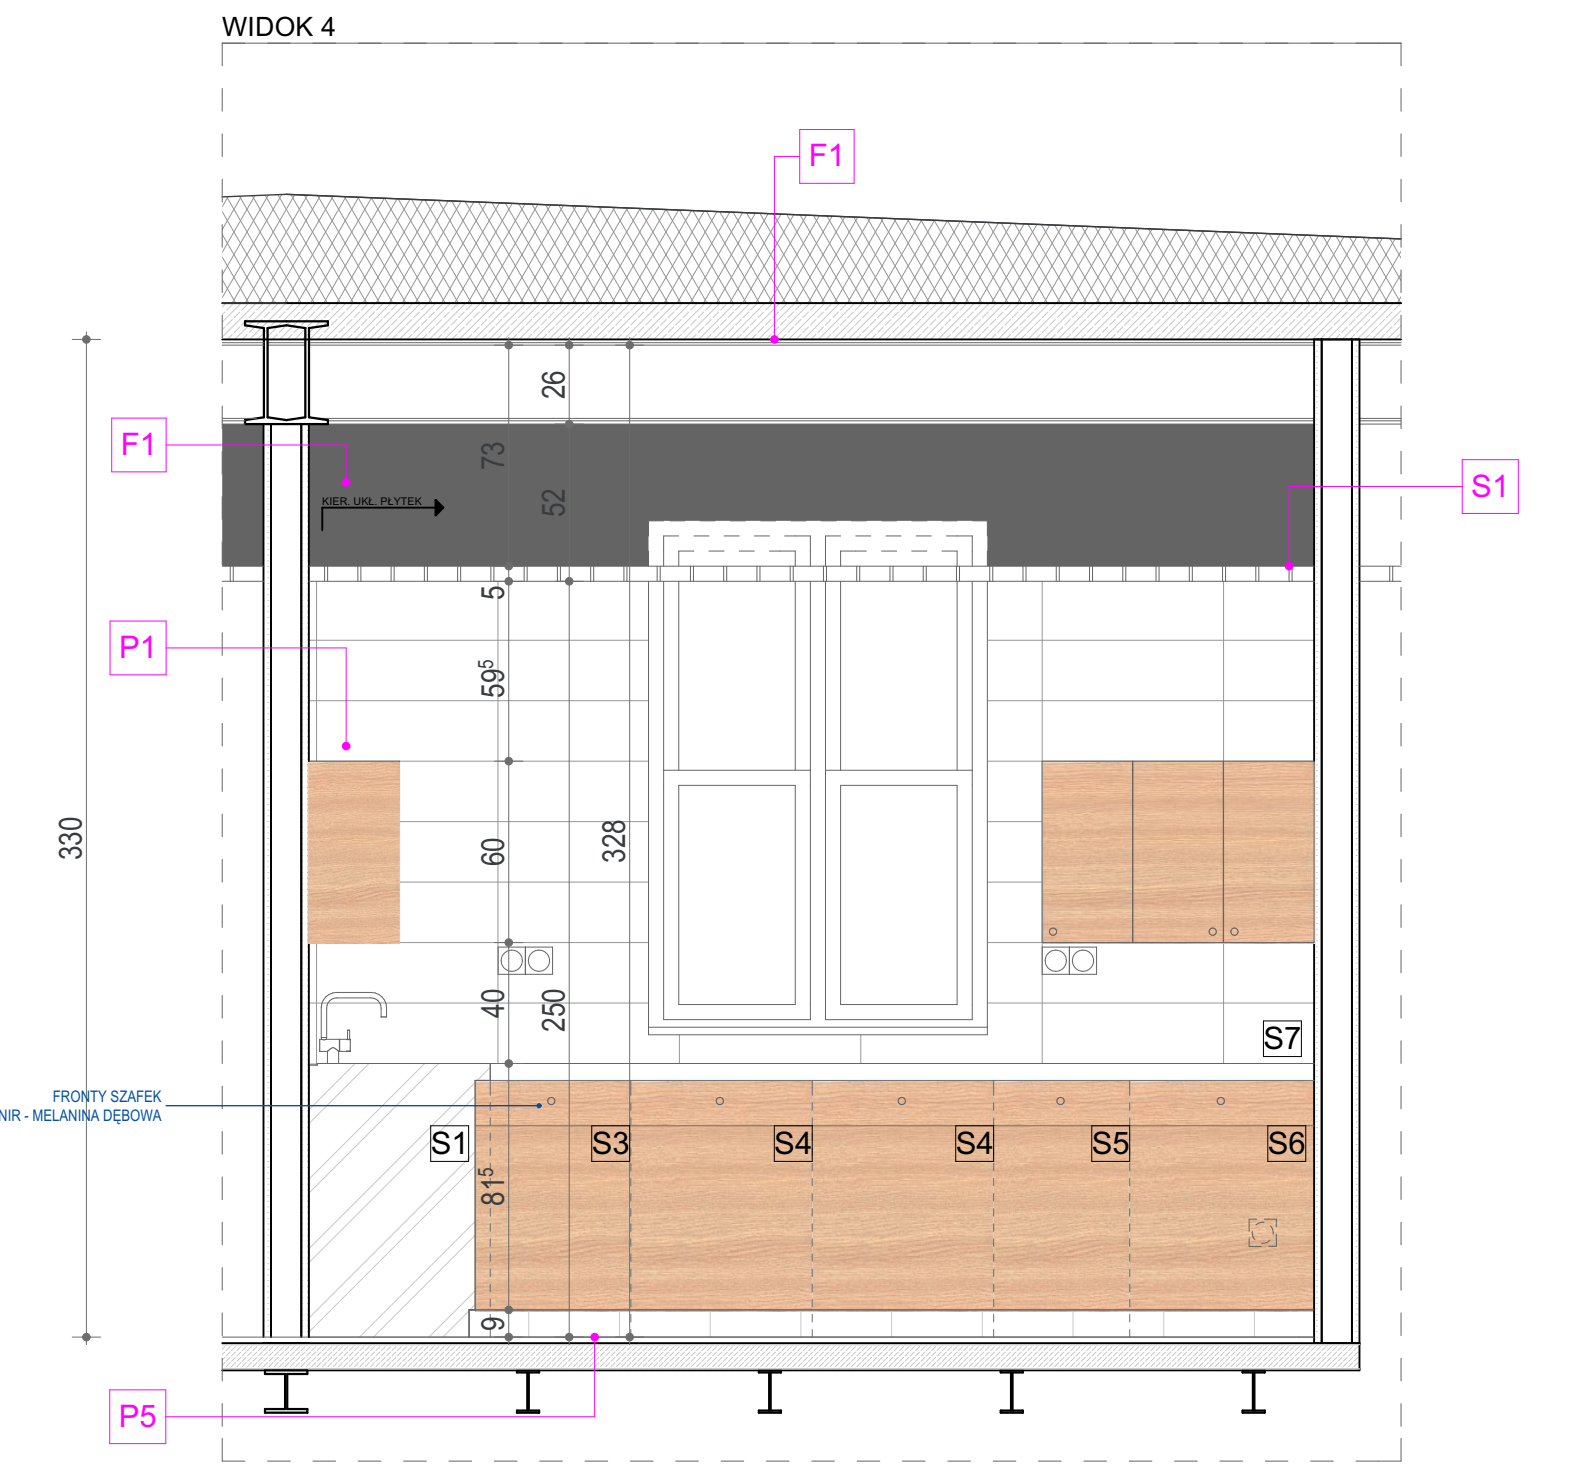 WIDOK 4
F1
26
F1
73
52
KIER. UKŁ. PŁYTEK
S1
5
P1
59⁵
330
60
328
40
250
S7
FRONTY SZAFEK
NIR - MELANINA DĘBOWA
S1
S3
S4
S4
S5
S6
81⁵
9
P5